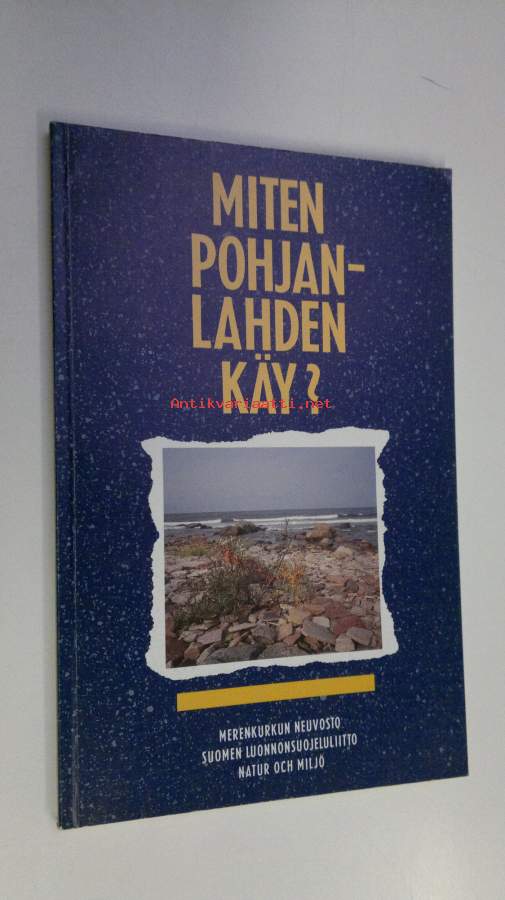 MITEN
POHJAN-
LAHDEN
KÄY?
Antikvariaatti.net
MERENKURKUN NEUVOSTO
SUOMEN LUONNONSUOJELULIITTO
NATUR OCH MILJÖ